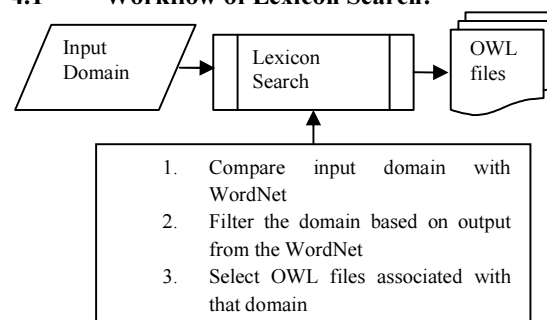 4.1 Workflow of Lexicon Search:
Input
Domain
Lexicon
Search
OWL
files
1. Compare input domain with
WordNet
2. Filter the domain based on output
from the WordNet
3. Select OWL files associated with
that domain